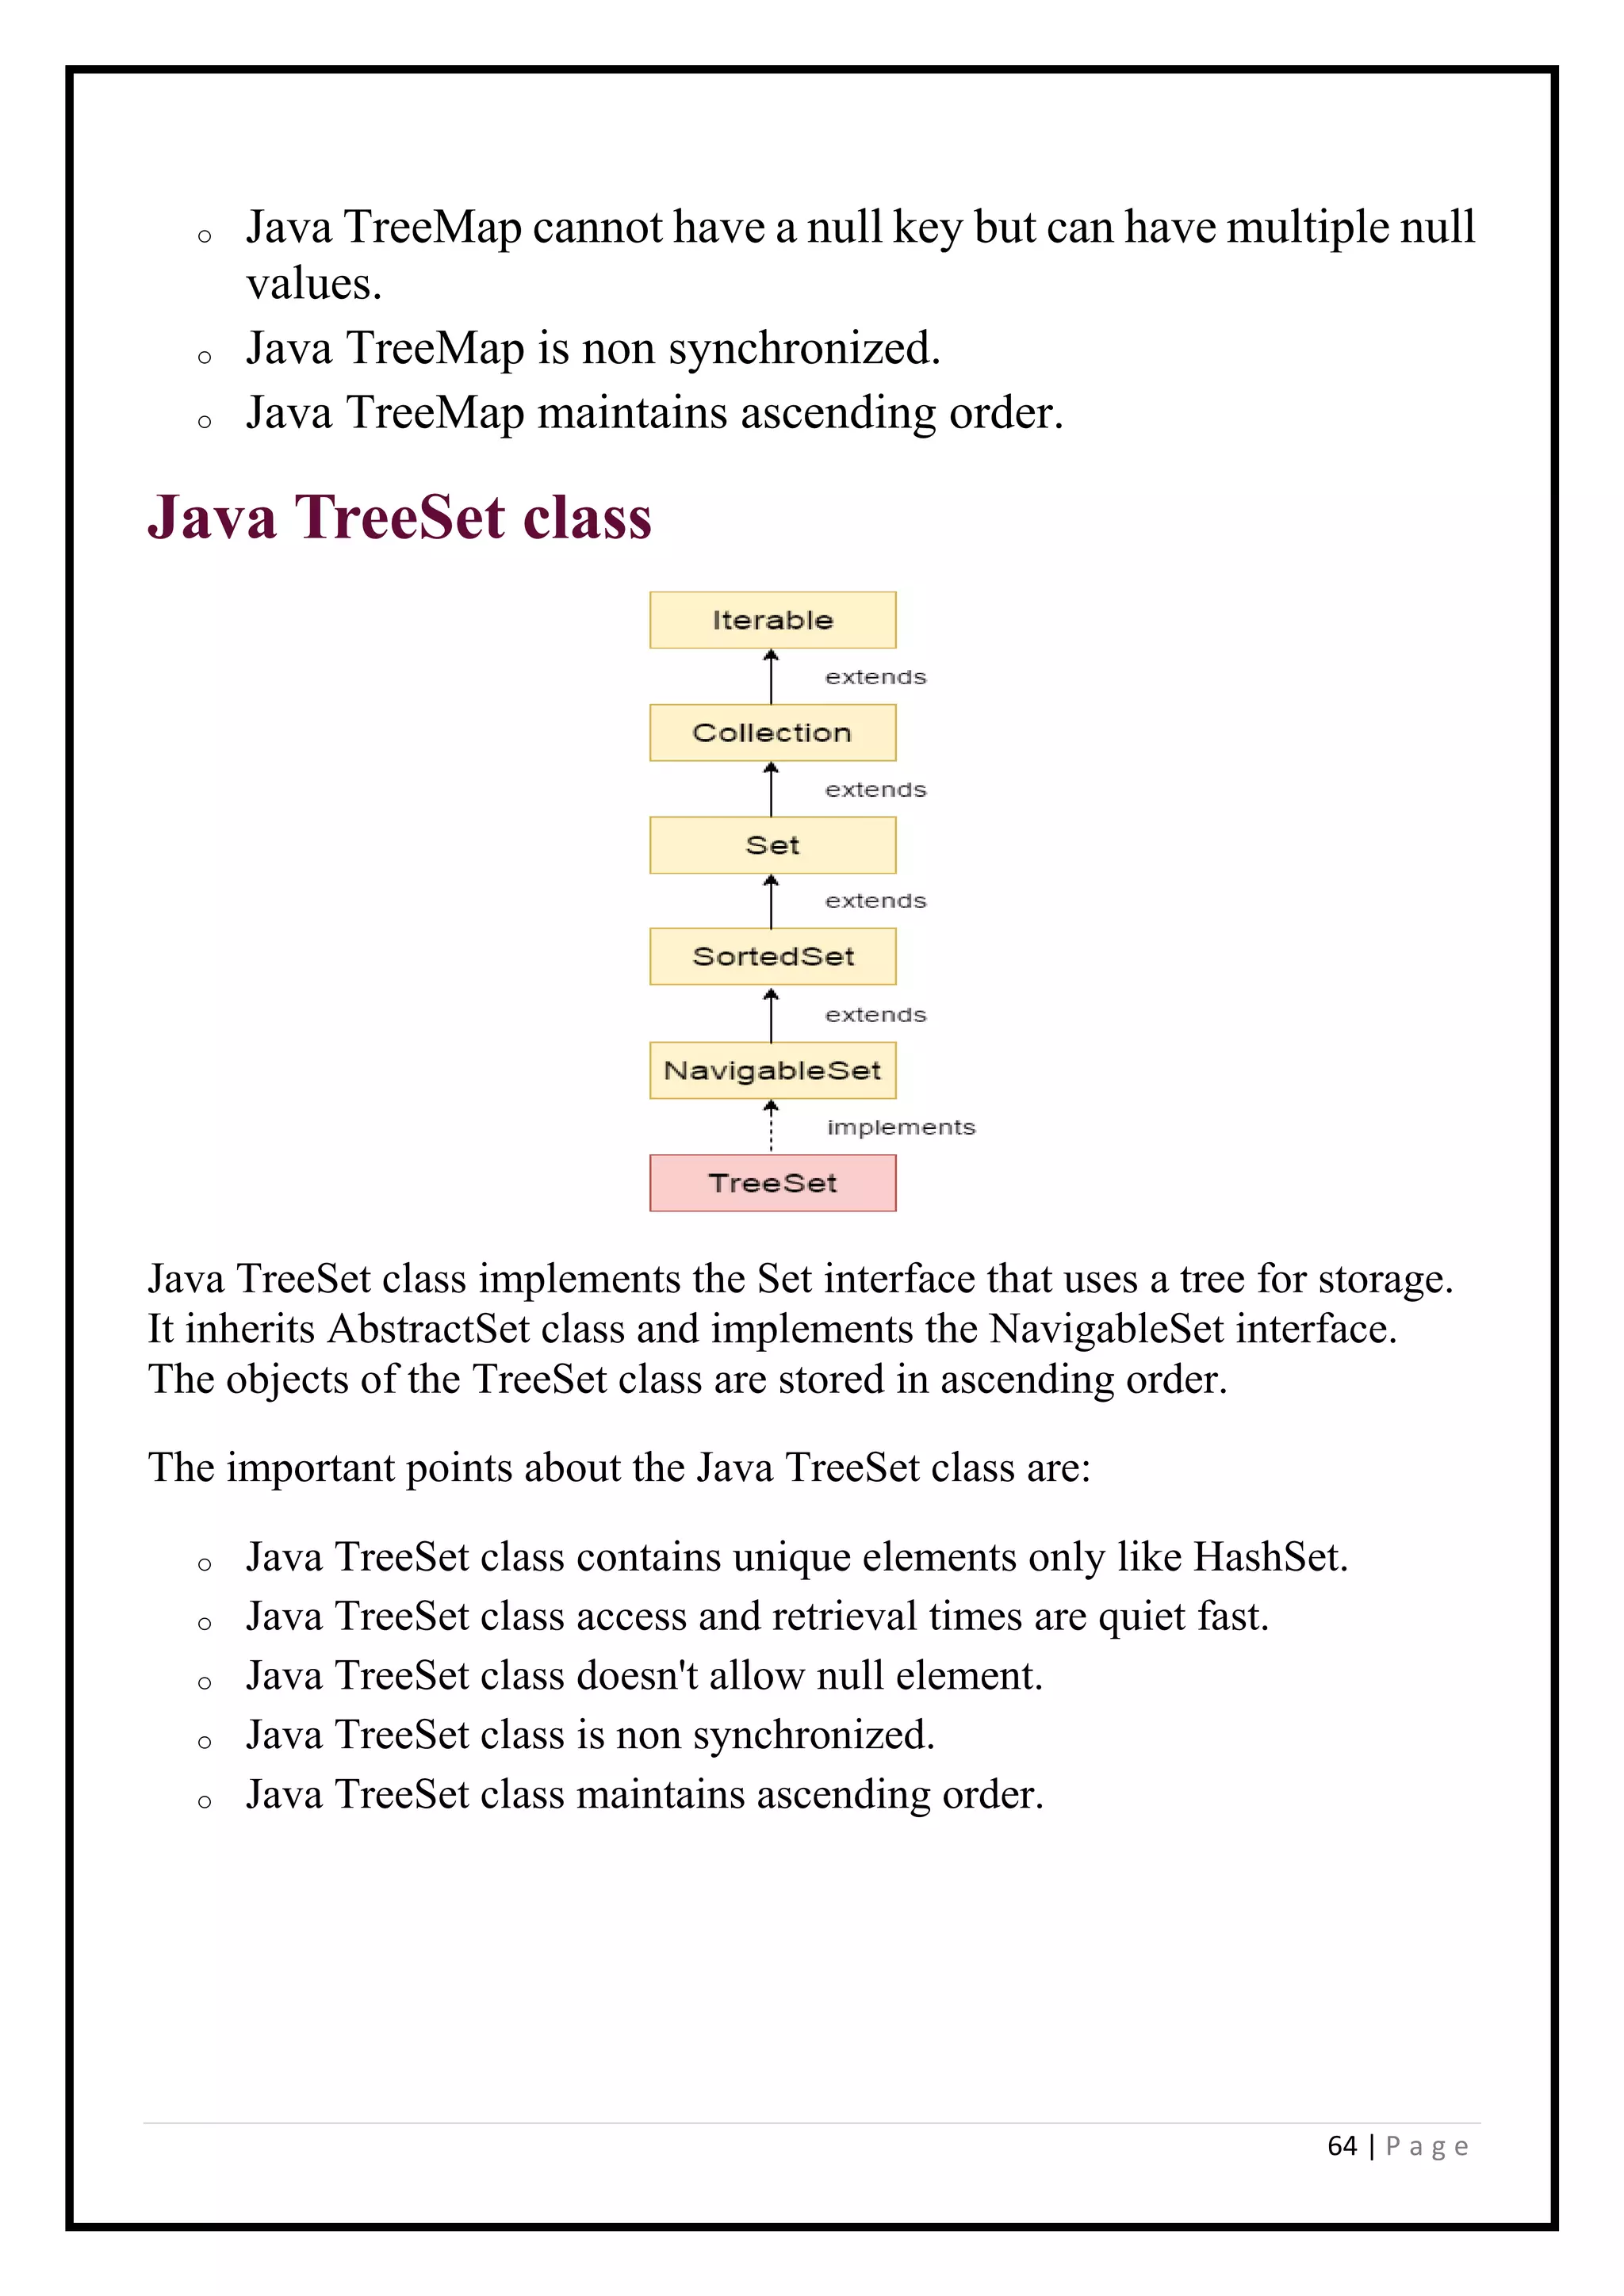 Java TreeMap cannot have a null key but can have multiple null
values.
Java TreeMap is non synchronized.
Java TreeMap maintains ascending order.
Java TreeSet class
Iterable
extends
Collection
extends
Set
extends
SortedSet
extends
NavigableSet
implements
TreeSet
Java TreeSet class implements the Set interface that uses a tree for storage.
It inherits AbstractSet class and implements the NavigableSet interface.
The objects of the TreeSet class are stored in ascending order.
The important points about the Java TreeSet class are:
Java TreeSet class contains unique elements only like HashSet.
Java TreeSet class access and retrieval times are quiet fast.
Java TreeSet class doesn't allow null element.
Java TreeSet class is non synchronized.
Java TreeSet class maintains ascending order.
64 | P a g e